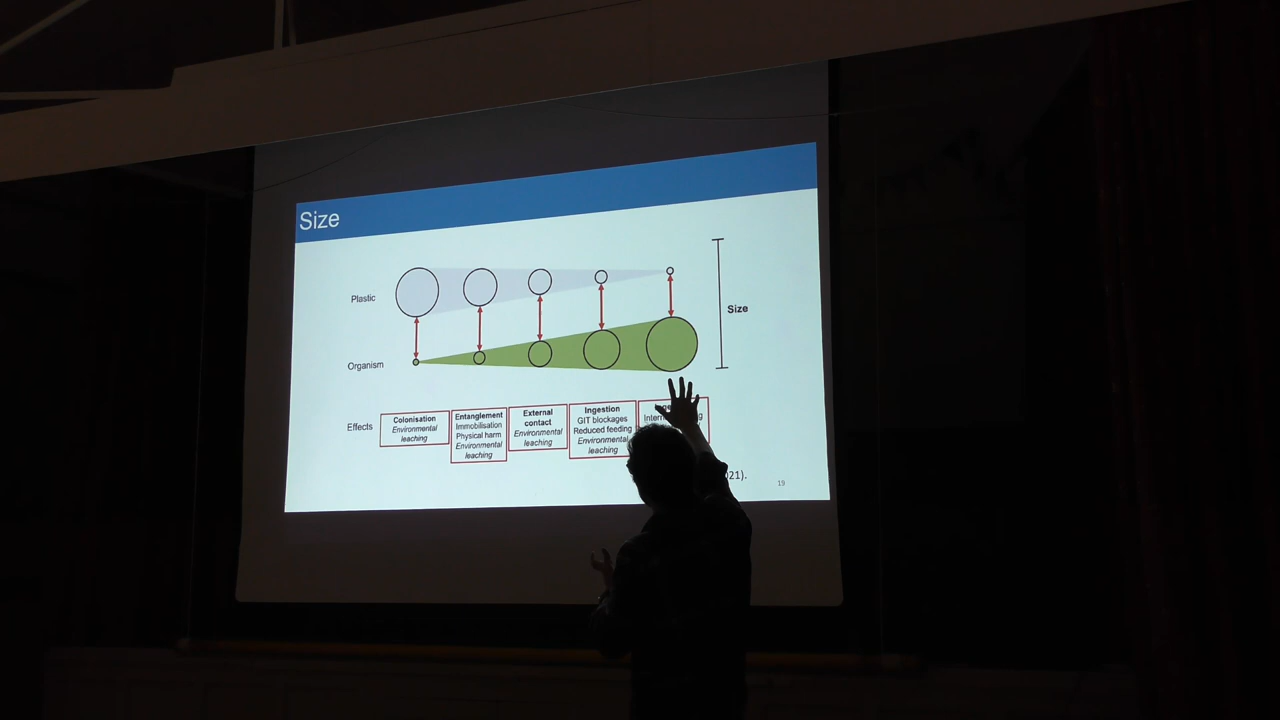 Size
Plastic
Size
Organism
Effects
Colonisation
Environmental
leaching
Entanglement
Immobilisation
Physical harm
Environmental
leaching
External
contact
Environmental
leaching
Ingestion
GIT blockages
Reduced feeding
Environmental
leaching
21).
19